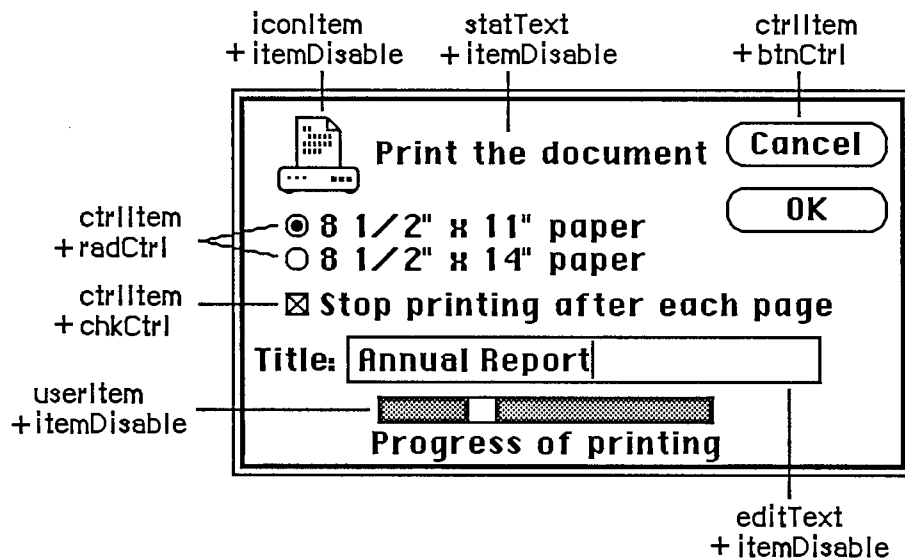 iconItem
+ itemDisable
statText
+ itemDisable
ctrlItem
+ btnCtrl
Print the document
Cancel
OK
ctrlItem
+ radCtrl
8 1/2" x 11" paper
8 1/2" x 14" paper
ctrlItem
+ chkCtrl
Stop printing after each page
Title: Annual Report
userItem
+ itemDisable
Progress of printing
editText
+ itemDisable